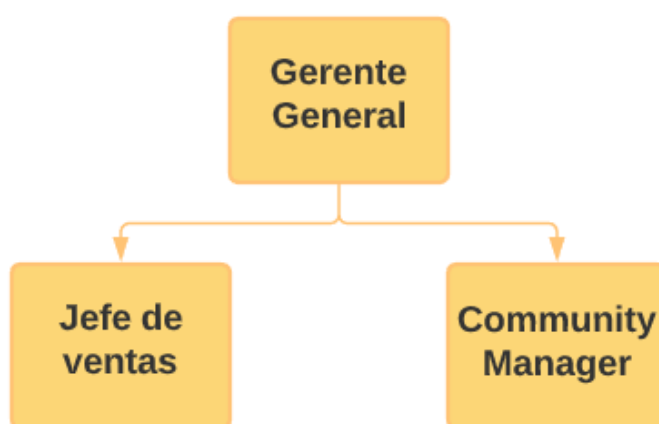 Gerente
General
Jefe de
ventas
Community
Manager